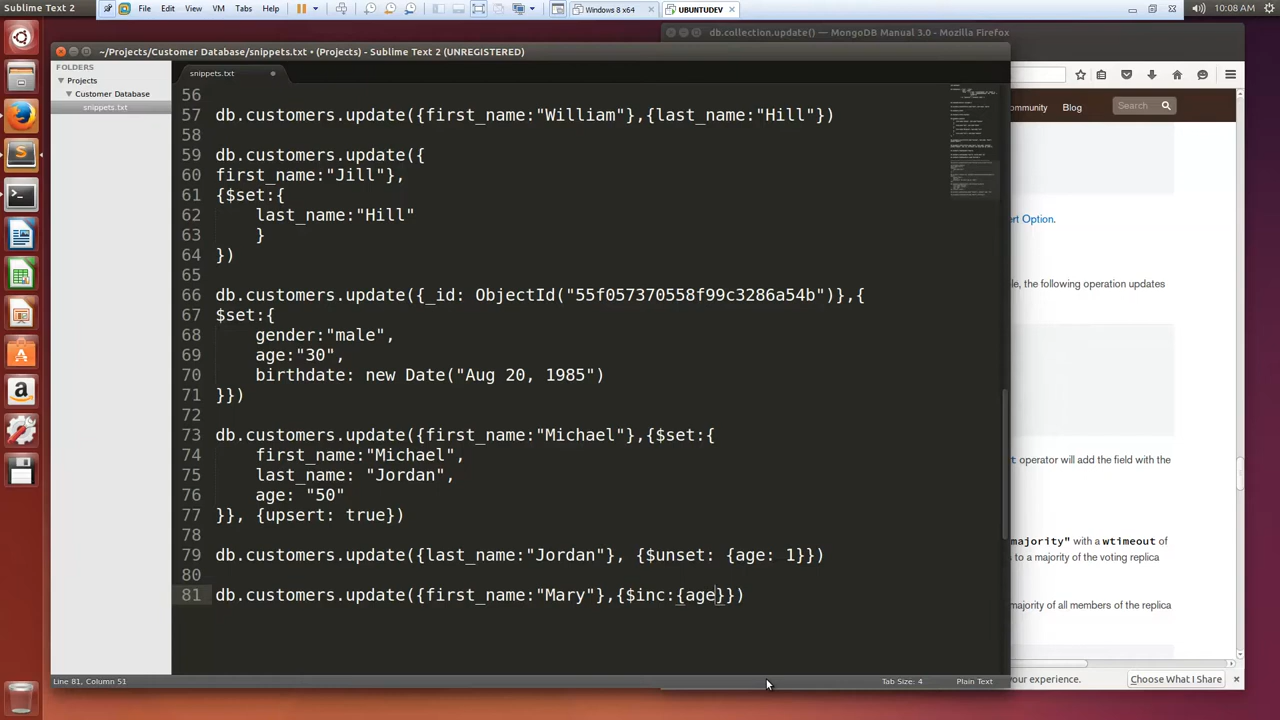 Sublime Text 2
File
Edit
View
VM
Tabs
Help
Windows 8 x64
UBUNTUDEV
10:08 AM
db.collection.update() — MongoDB Manual 3.0 - Mozilla Firefox
~/Projects/Customer Database/snippets.txt • (Projects) - Sublime Text 2 (UNREGISTERED)
FOLDERS
Projects
Customer Database
snippets.txt
snippets.txt
56
57 db.customers.update({first_name:"William"},{last_name:"Hill"})
58
59 db.customers.update({
60 first_name:"Jill"},
61 {$set:{
62 last_name:"Hill"
63 }
64 })
65
66 db.customers.update({_id: ObjectId("55f057370558f99c3286a54b")},{
67 $set:{
68 gender:"male",
69 age:"30",
70 birthdate: new Date("Aug 20, 1985")
71 }})
72
73 db.customers.update({first_name:"Michael"},{$set:{
74 first_name:"Michael",
75 last_name: "Jordan",
76 age: "50"
77 }}, {upsert: true})
78
79 db.customers.update({last_name:"Jordan"}, {$unset: {age: 1}})
80
81 db.customers.update({first_name:"Mary"},{$inc:{age}})
Line 81, Column 51
Tab Size: 4
Plain Text
ommunity
Blog
Search
ert Option.
le, the following operation updates
t operator will add the field with the
majority" with a wtimeout of
s to a majority of the voting replica
majority of all members of the replica
your experience.
Choose What I Share